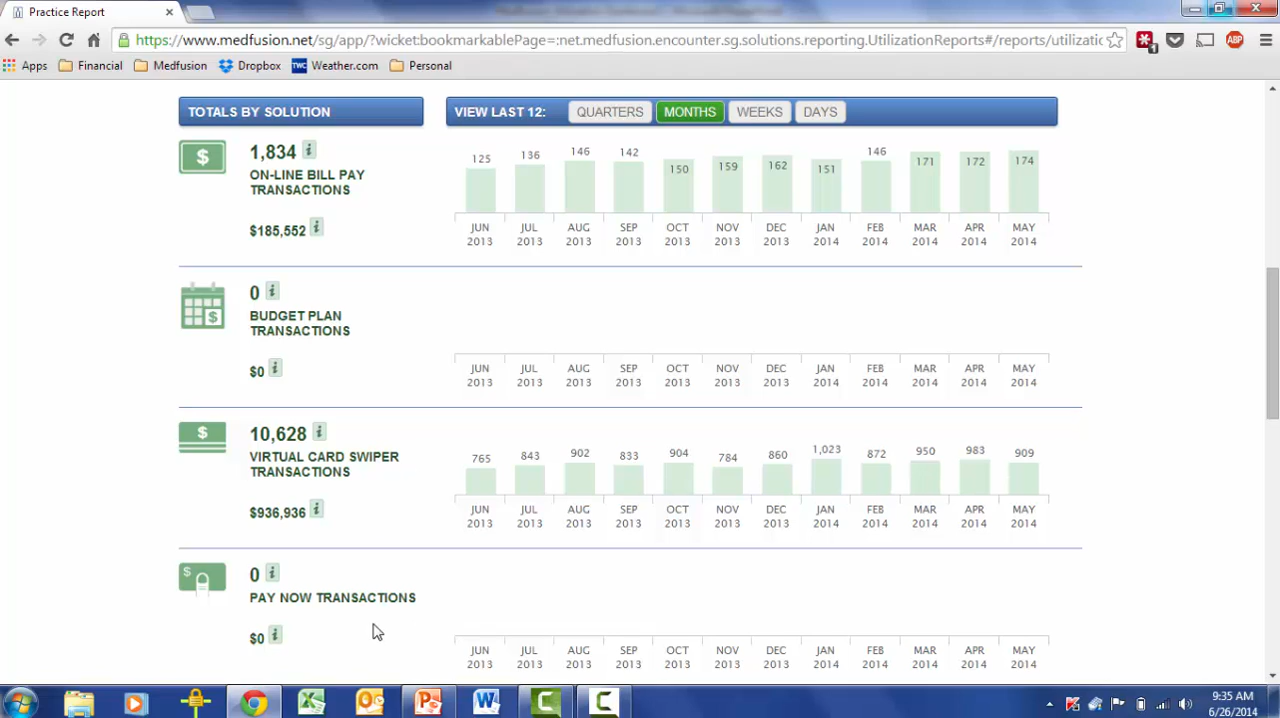 Practice Report
https://www.medfusion.net/sg/app/?wicket:bookmarkablePage=:net.medfusion.encounter.sg.solutions.reporting.UtilizationReports#/reports/utilizatic
Apps Financial Medfusion Dropbox TWC Weather.com Personal
TOTALS BY SOLUTION
VIEW LAST 12: QUARTERS MONTHS WEEKS DAYS
$
1,834 i
ON-LINE BILL PAY
TRANSACTIONS
$185,552 i
125 136 146 142 150 159 162 151 146 171 172 174
JUN JUL AUG SEP OCT NOV DEC JAN FEB MAR APR MAY
2013 2013 2013 2013 2013 2013 2013 2014 2014 2014 2014 2014
$
0 i
BUDGET PLAN
TRANSACTIONS
$0 i
JUN JUL AUG SEP OCT NOV DEC JAN FEB MAR APR MAY
2013 2013 2013 2013 2013 2013 2013 2014 2014 2014 2014 2014
$
10,628 i
VIRTUAL CARD SWIPER
TRANSACTIONS
$936,936 i
765 843 902 833 904 784 860 1,023 872 950 983 909
JUN JUL AUG SEP OCT NOV DEC JAN FEB MAR APR MAY
2013 2013 2013 2013 2013 2013 2013 2014 2014 2014 2014 2014
$
0 i
PAY NOW TRANSACTIONS
$0 i
JUN JUL AUG SEP OCT NOV DEC JAN FEB MAR APR MAY
2013 2013 2013 2013 2013 2013 2013 2014 2014 2014 2014 2014
9:35 AM
6/26/2014